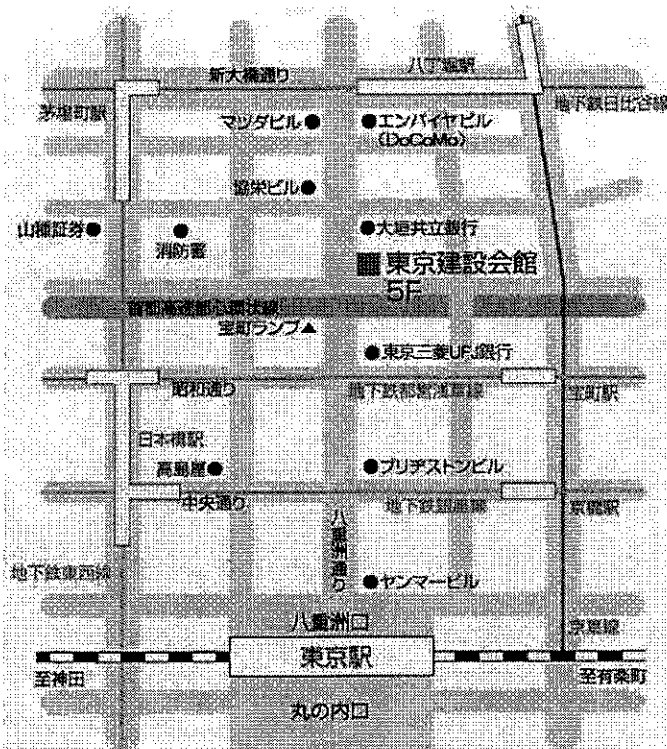 新大橋通り
八丁堀駅
茅場町駅
地下鉄日比谷線
マツダビル●
●エンパイヤビル
(DoCoMo)
協栄ビル●
山種証券●
●
消防署
●大垣共立銀行
東京建設会館
5F
首都高速都心環状線
宝町ランプ▲
●東京三菱UFJ銀行
昭和通り
地下鉄都営浅草線
宝町駅
日本橋駅
高島屋●
●ブリヂストンビル
中央通り
地下鉄銀座線
京橋駅
八重洲通り
地下鉄東西線
●ヤンマービル
八重洲口
京葉線
東京駅
至神田
至有楽町
丸の内口